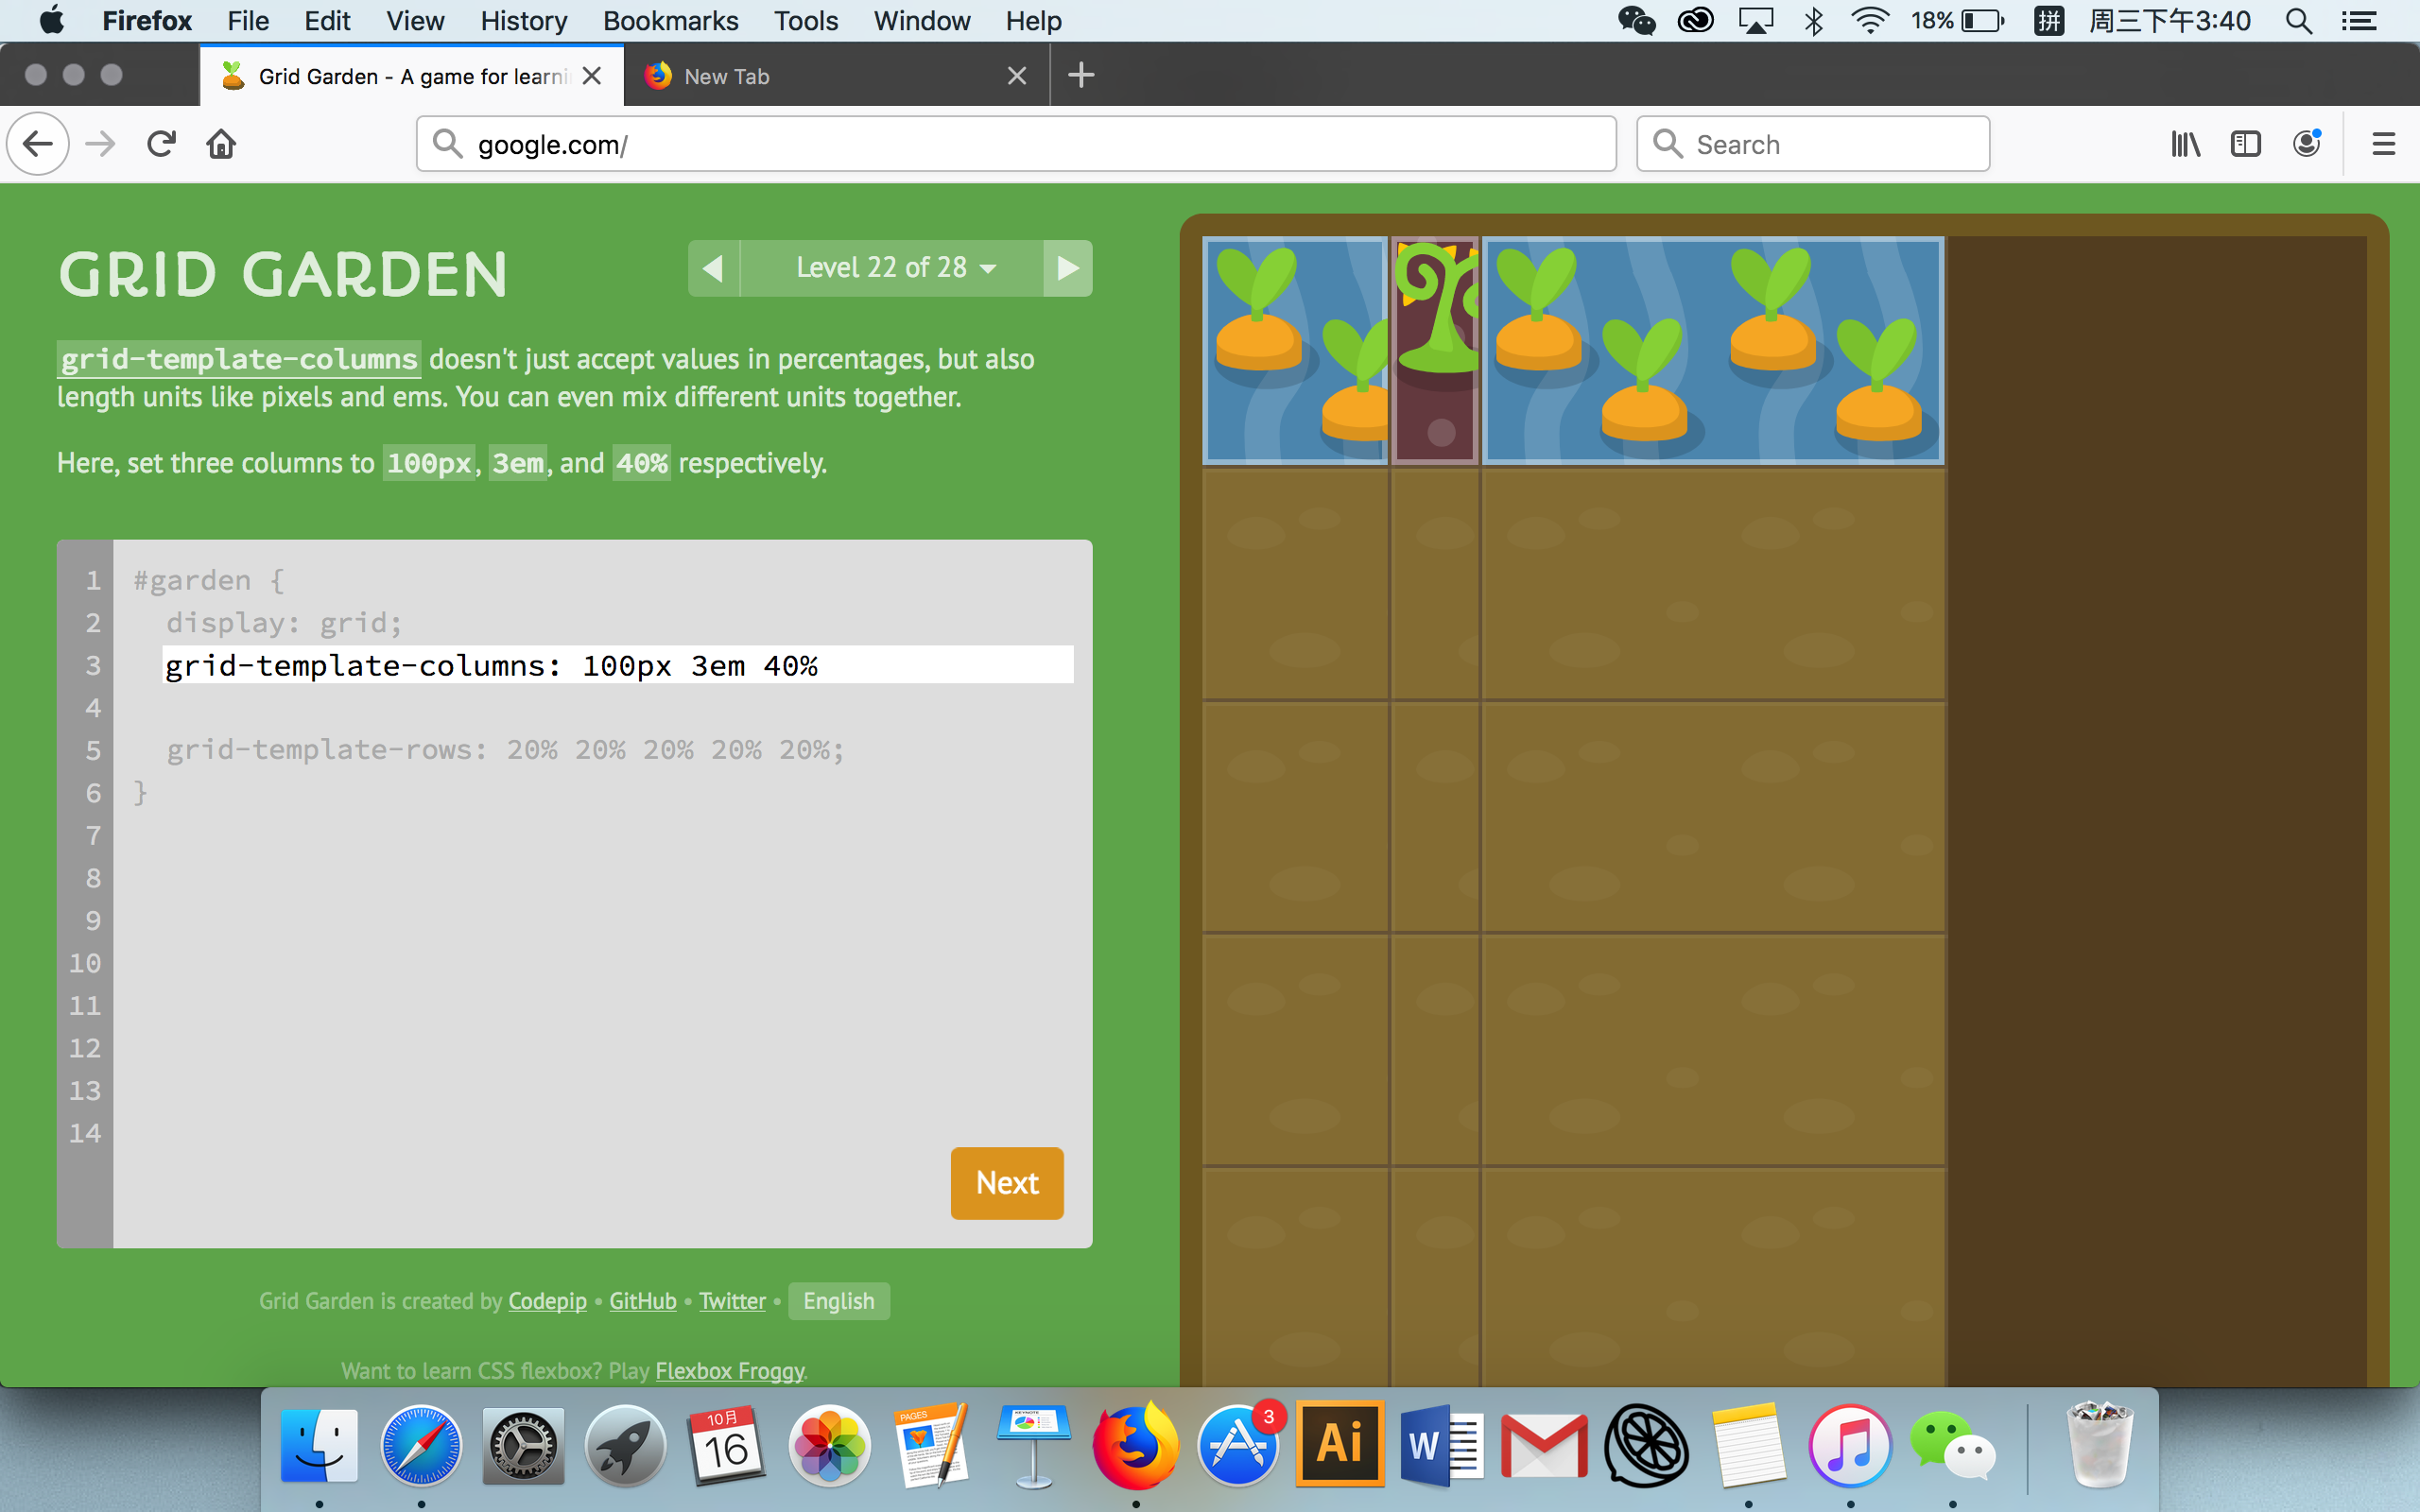 Firefox File Edit View History Bookmarks Tools Window Help 18% 拼 周三下午3:40
Grid Garden - A game for learni
New Tab
google.com/
Search
GRID GARDEN
Level 22 of 28
grid-template-columns doesn't just accept values in percentages, but also
length units like pixels and ems. You can even mix different units together.
Here, set three columns to 100px, 3em, and 40% respectively.
1 #garden {
2 display: grid;
3 grid-template-columns: 100px 3em 40%
4
5 grid-template-rows: 20% 20% 20% 20% 20%;
6 }
7
8
9
10
11
12
13
14
Next
Grid Garden is created by Codepip • GitHub • Twitter • English
Want to learn CSS flexbox? Play Flexbox Froggy.
10月
16
PAGES
KEYNOTE
3
Ai
W